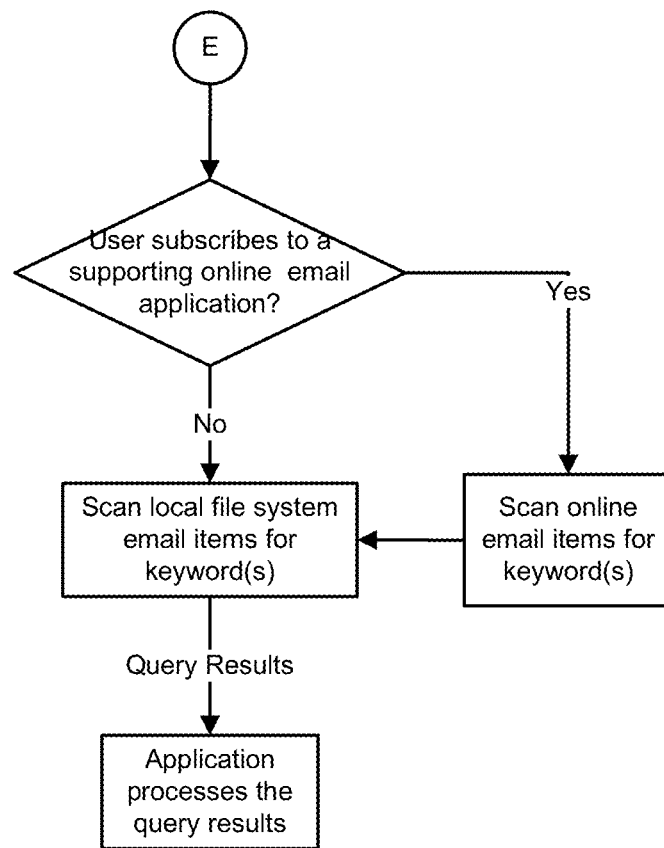 E
User subscribes to a
supporting online email
application?
Yes
No
Scan local file system
email items for
keyword(s)
Scan online
email items for
keyword(s)
Query Results
Application
processes the
query results